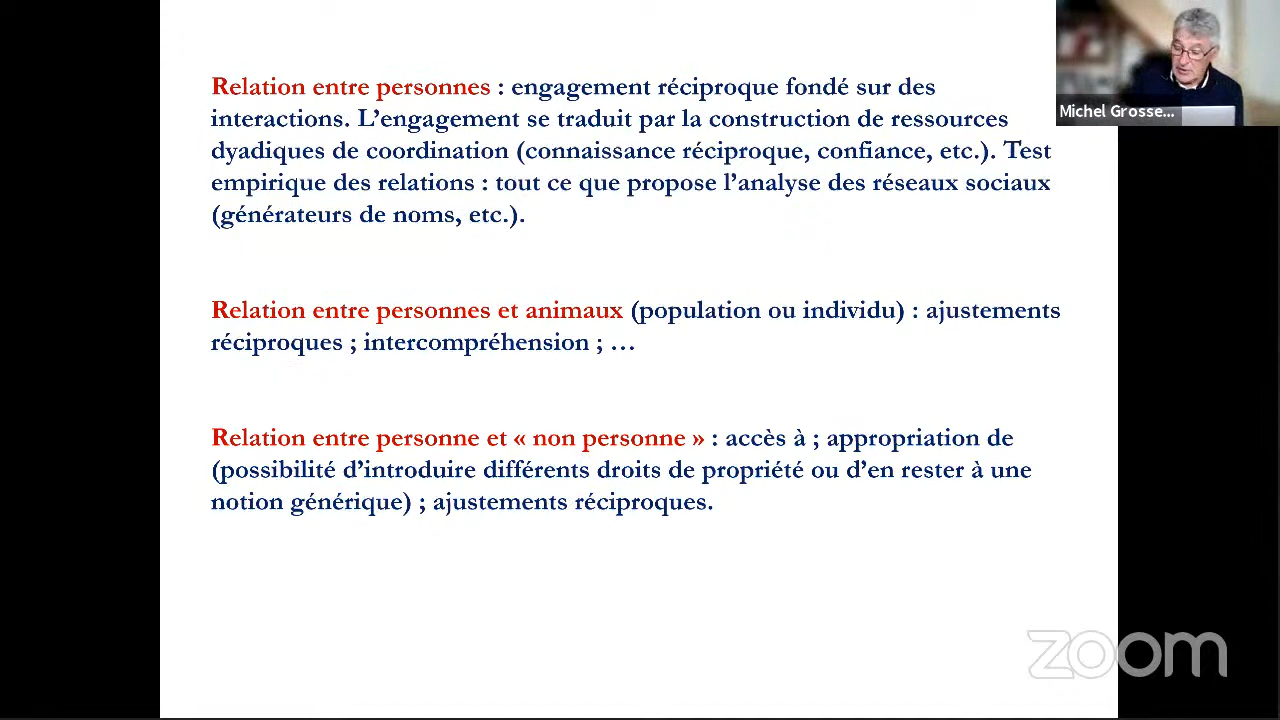 Relation entre personnes : engagement réciproque fondé sur des
interactions. L’engagement se traduit par la construction de ressources
dyadiques de coordination (connaissance réciproque, confiance, etc.). Test
empirique des relations : tout ce que propose l’analyse des réseaux sociaux
(générateurs de noms, etc.).
Relation entre personnes et animaux (population ou individu) : ajustements
réciproques ; intercompréhension ; …
Relation entre personne et « non personne » : accès à ; appropriation de
(possibilité d’introduire différents droits de propriété ou d’en rester à une
notion générique) ; ajustements réciproques.
Michel Grosse...
zoom